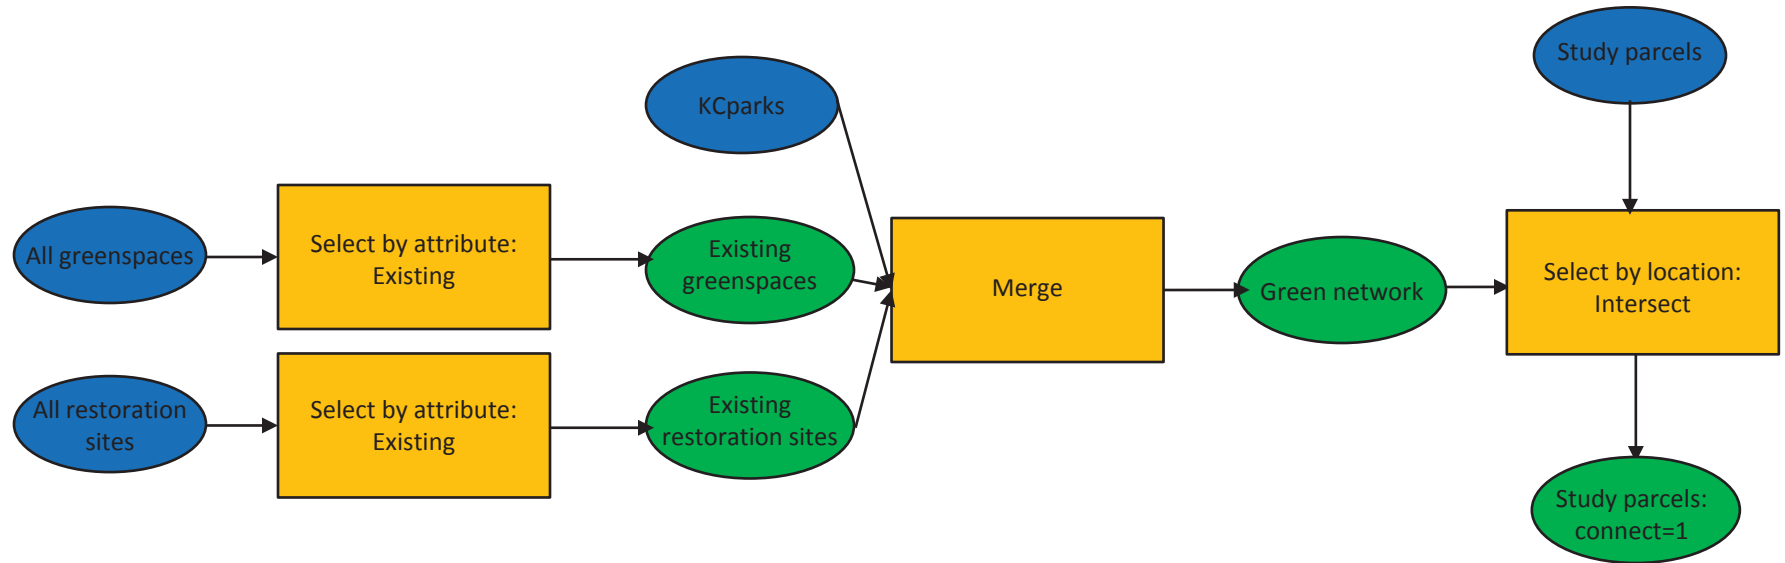 Study parcels
KCparks
All greenspaces
Select by attribute:
Existing
Existing
greenspaces
Merge
Green network
Select by location:
Intersect
All restoration
sites
Select by attribute:
Existing
Existing
restoration sites
Study parcels:
connect=1